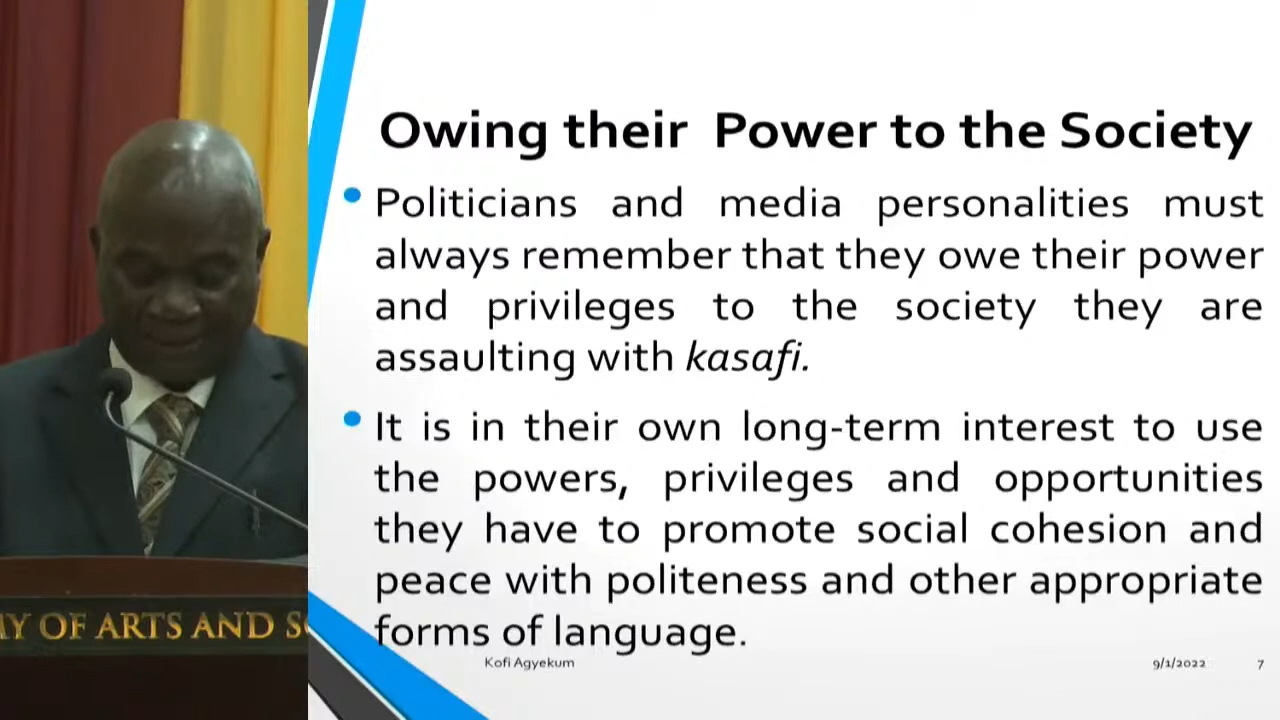 Owing their Power to the Society
• Politicians and media personalities must
always remember that they owe their power
and privileges to the society they are
assaulting with kasafi.
• It is in their own long-term interest to use
the powers, privileges and opportunities
they have to promote social cohesion and
peace with politeness and other appropriate
forms of language.
Kofi Agyekum 9/1/2022 7
OF ARTS AND